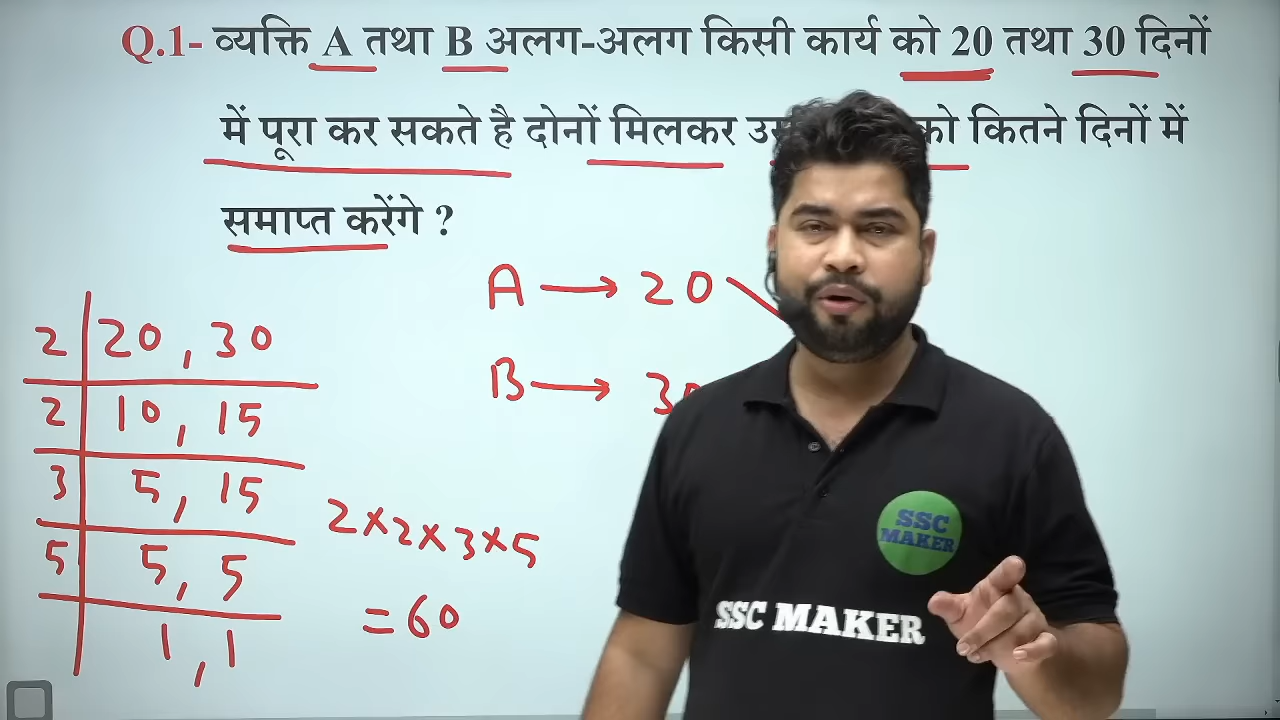 Q.1- व्यक्ति A तथा B अलग-अलग किसी कार्य को 20 तथा 30 दिनों
में पूरा कर सकते है दोनों मिलकर को कितने दिनों में
समाप्त करेंगे ?
A → 20
B → 30
2 | 20, 30
2 | 10, 15
3 | 5, 15
5 | 5, 5
1, 1
2×2×3×5
=60
SSC
MAKER
SSC MAKER